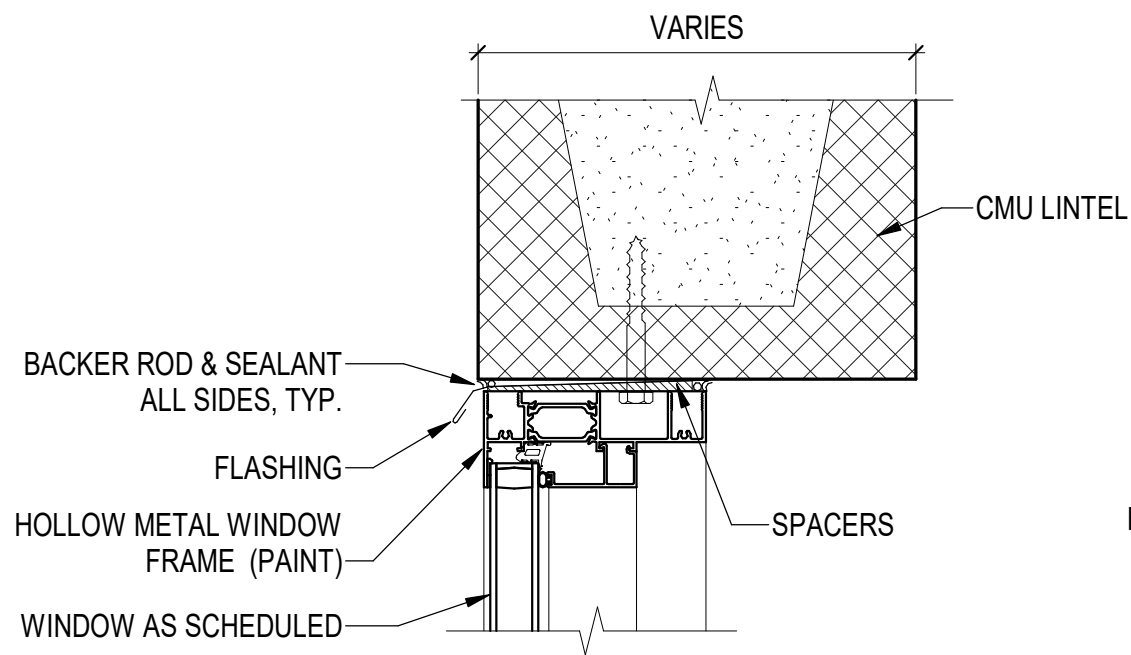 VARIES
CMU LINTEL
BACKER ROD & SEALANT
ALL SIDES, TYP.
FLASHING
HOLLOW METAL WINDOW
FRAME (PAINT)
SPACERS
WINDOW AS SCHEDULED